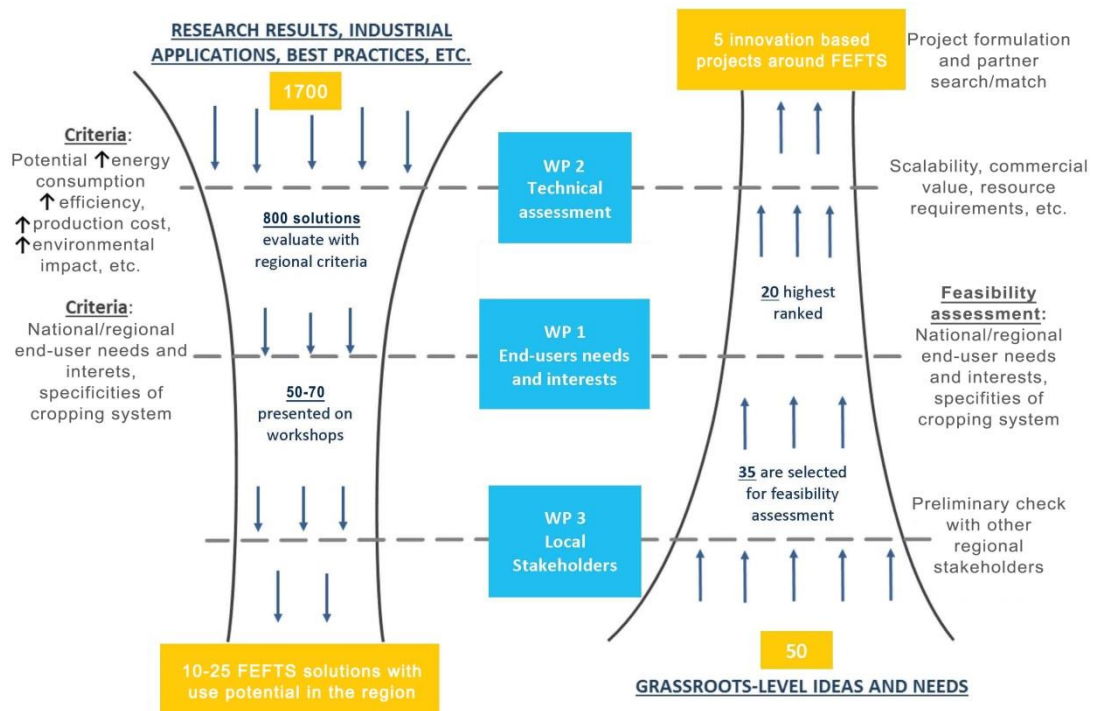 RESEARCH RESULTS, INDUSTRIAL
APPLICATIONS, BEST PRACTICES, ETC.
1700
Criteria:
Potential ↑energy
consumption
↑ efficiency,
↑production cost,
↑environmental
impact, etc.
800 solutions
evaluate with
regional criteria
Criteria:
National/regional
end-user needs and
interets,
specificities of
cropping system
50-70
presented on
workshops
10-25 FEFTS solutions with
use potential in the region
WP 2
Technical
assessment
WP 1
End-users needs
and interests
WP 3
Local
Stakeholders
5 innovation based
projects around FEFTS
Project formulation
and partner
search/match
Scalability, commercial
value, resource
requirements, etc.
20 highest
ranked
Feasibility
assessment:
National/regional
end-user needs
and interests,
specifities of
cropping system
35 are selected
for feasibility
assessment
Preliminary check
with other
regional
stakeholders
50
GRASSROOTS-LEVEL IDEAS AND NEEDS